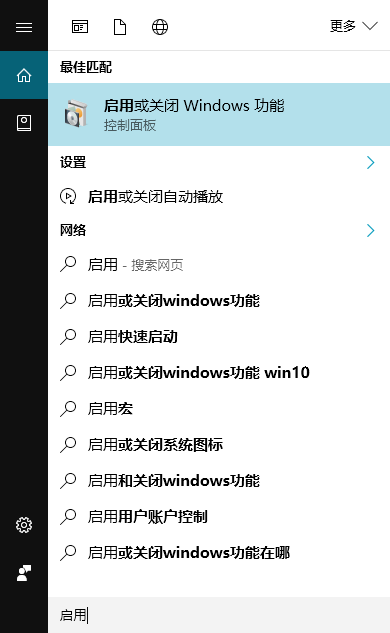 更多
最佳匹配
启用或关闭 Windows 功能
控制面板
设置
启用或关闭自动播放
网络
启用 - 搜索网页
启用或关闭windows功能
启用快速启动
启用或关闭windows功能 win10
启用宏
启用或关闭系统图标
启用和关闭windows功能
启用用户账户控制
启用或关闭windows功能在哪
启用